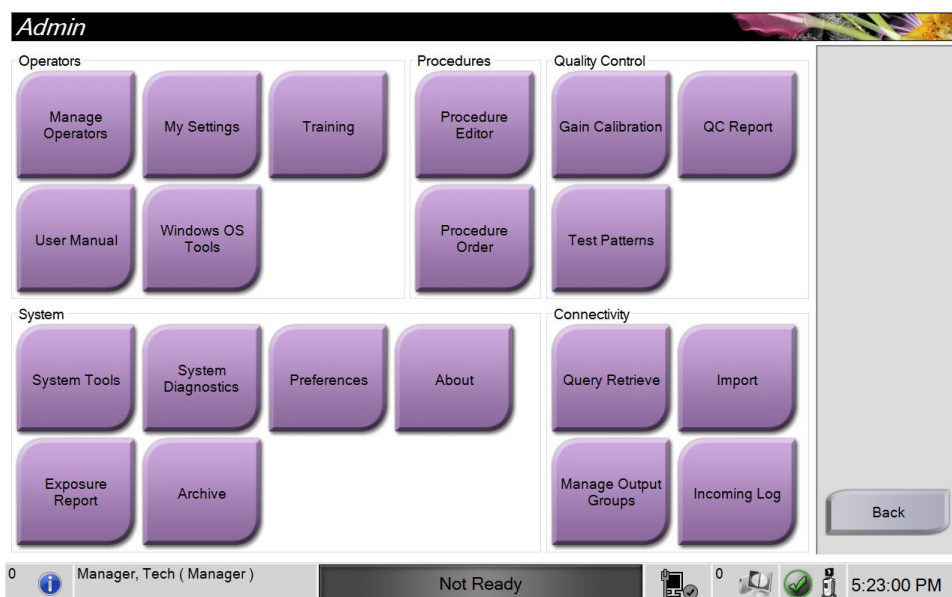 Admin
Operators
Manage
Operators
My Settings
Training
User Manual
Windows OS
Tools
Procedures
Procedure
Editor
Procedure
Order
Quality Control
Gain Calibration
QC Report
Test Patterns
System
System Tools
System
Diagnostics
Preferences
About
Exposure
Report
Archive
Connectivity
Query Retrieve
Import
Manage Output
Groups
Incoming Log
Back
0
Manager, Tech ( Manager )
Not Ready
0
5:23:00 PM